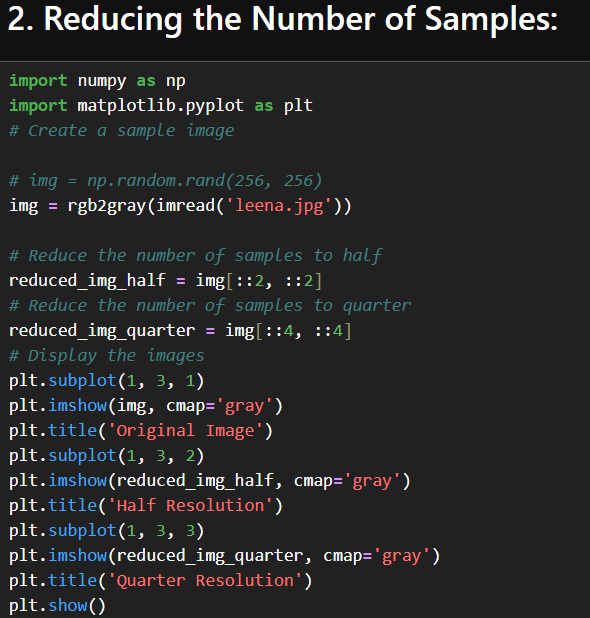 2. Reducing the Number of Samples:
import numpy as np
import matplotlib.pyplot as plt
# Create a sample image
# img = np.random.rand(256, 256)
img = rgb2gray(imread('leena.jpg'))
# Reduce the number of samples to half
reduced_img_half = img[::2, ::2]
# Reduce the number of samples to quarter
reduced_img_quarter = img[::4, ::4]
# Display the images
plt.subplot(1, 3, 1)
plt.imshow(img, cmap='gray')
plt.title('Original Image')
plt.subplot(1, 3, 2)
plt.imshow(reduced_img_half, cmap='gray')
plt.title('Half Resolution')
plt.subplot(1, 3, 3)
plt.imshow(reduced_img_quarter, cmap='gray')
plt.title('Quarter Resolution')
plt.show()